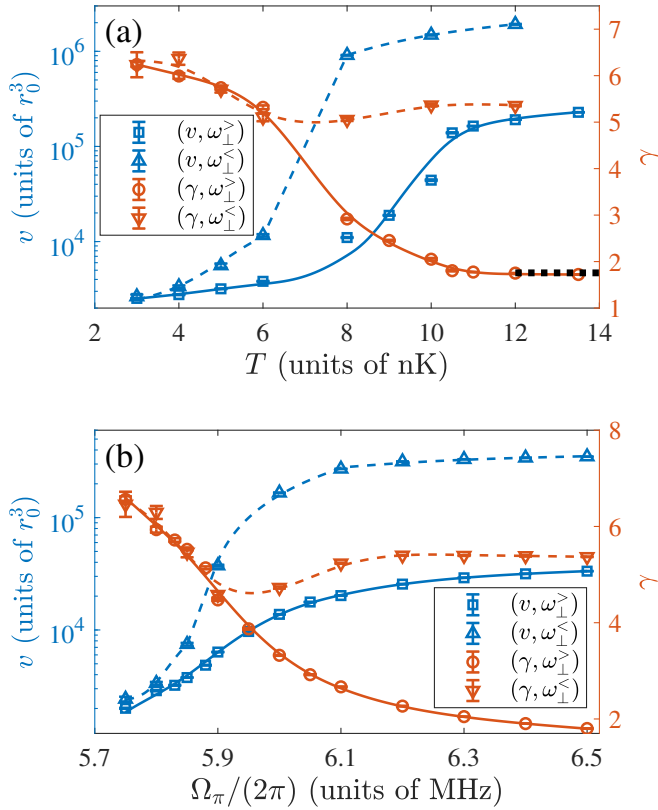 (a)
10^6
10^5
10^4
v (units of r_0^3)
7
6
5
4
3
2
1
γ
(v, ω_⊥^>)
(v, ω_⊥^<)
(γ, ω_⊥^>)
(γ, ω_⊥^<)
2 4 6 8 10 12 14
T (units of nK)
(b)
10^5
10^4
v (units of r_0^3)
8
6
4
2
γ
(v, ω_⊥^>)
(v, ω_⊥^<)
(γ, ω_⊥^>)
(γ, ω_⊥^<)
5.7 5.9 6.1 6.3 6.5
Ω_π/(2π) (units of MHz)